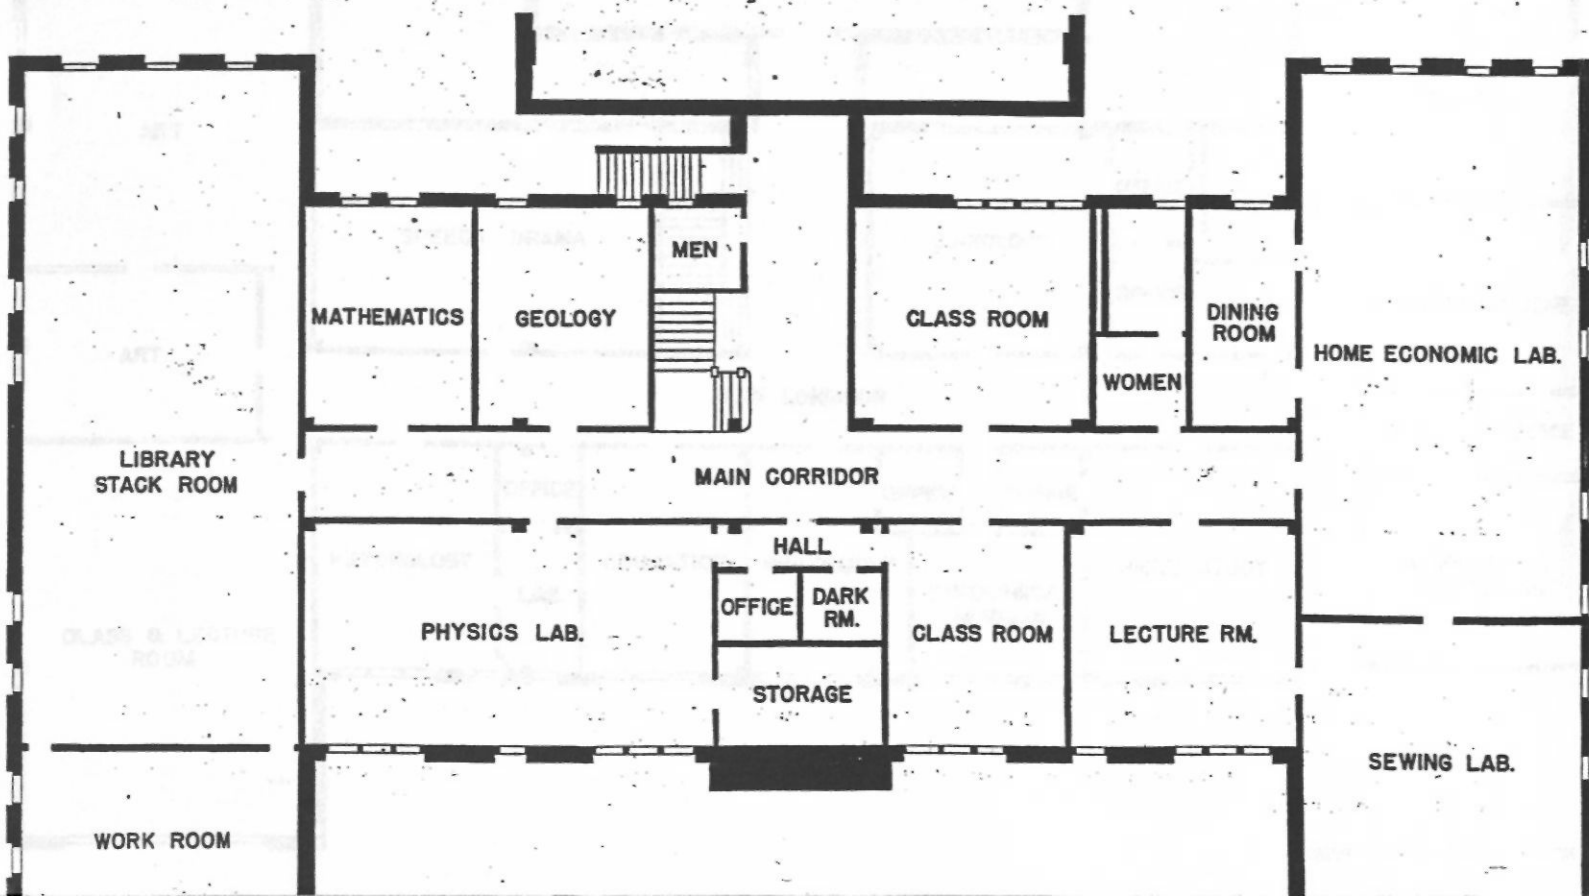 MEN
MATHEMATICS
GEOLOGY
CLASS ROOM
DINING
ROOM
WOMEN
HOME ECONOMIC LAB.
LIBRARY
STACK ROOM
MAIN CORRIDOR
HALL
OFFICE
DARK
RM.
PHYSICS LAB.
CLASS ROOM
LECTURE RM.
STORAGE
SEWING LAB.
WORK ROOM